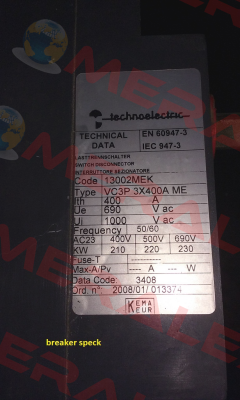 technoelectric
TECHNICAL DATA EN 60947-3 IEC 947-3
LASTTRENNSCHALTER
SWITCH DISCONNECTOR
INTERRUTTORE SEZIONATORE
Code 13002MEK
Type VC3P 3X400A ME
Ith 400 A
Ue 690 V ac
Ui 1000 V ac
Frequency 50/60
AC23 400V 500V 690V
KW 210 220 230
Fuse-T ----------
Max-A/Pv ---- A --- W
Data Code: 3408
Ord. n°. 2008/01/ 013374
KEMA
KEUR
breaker speck